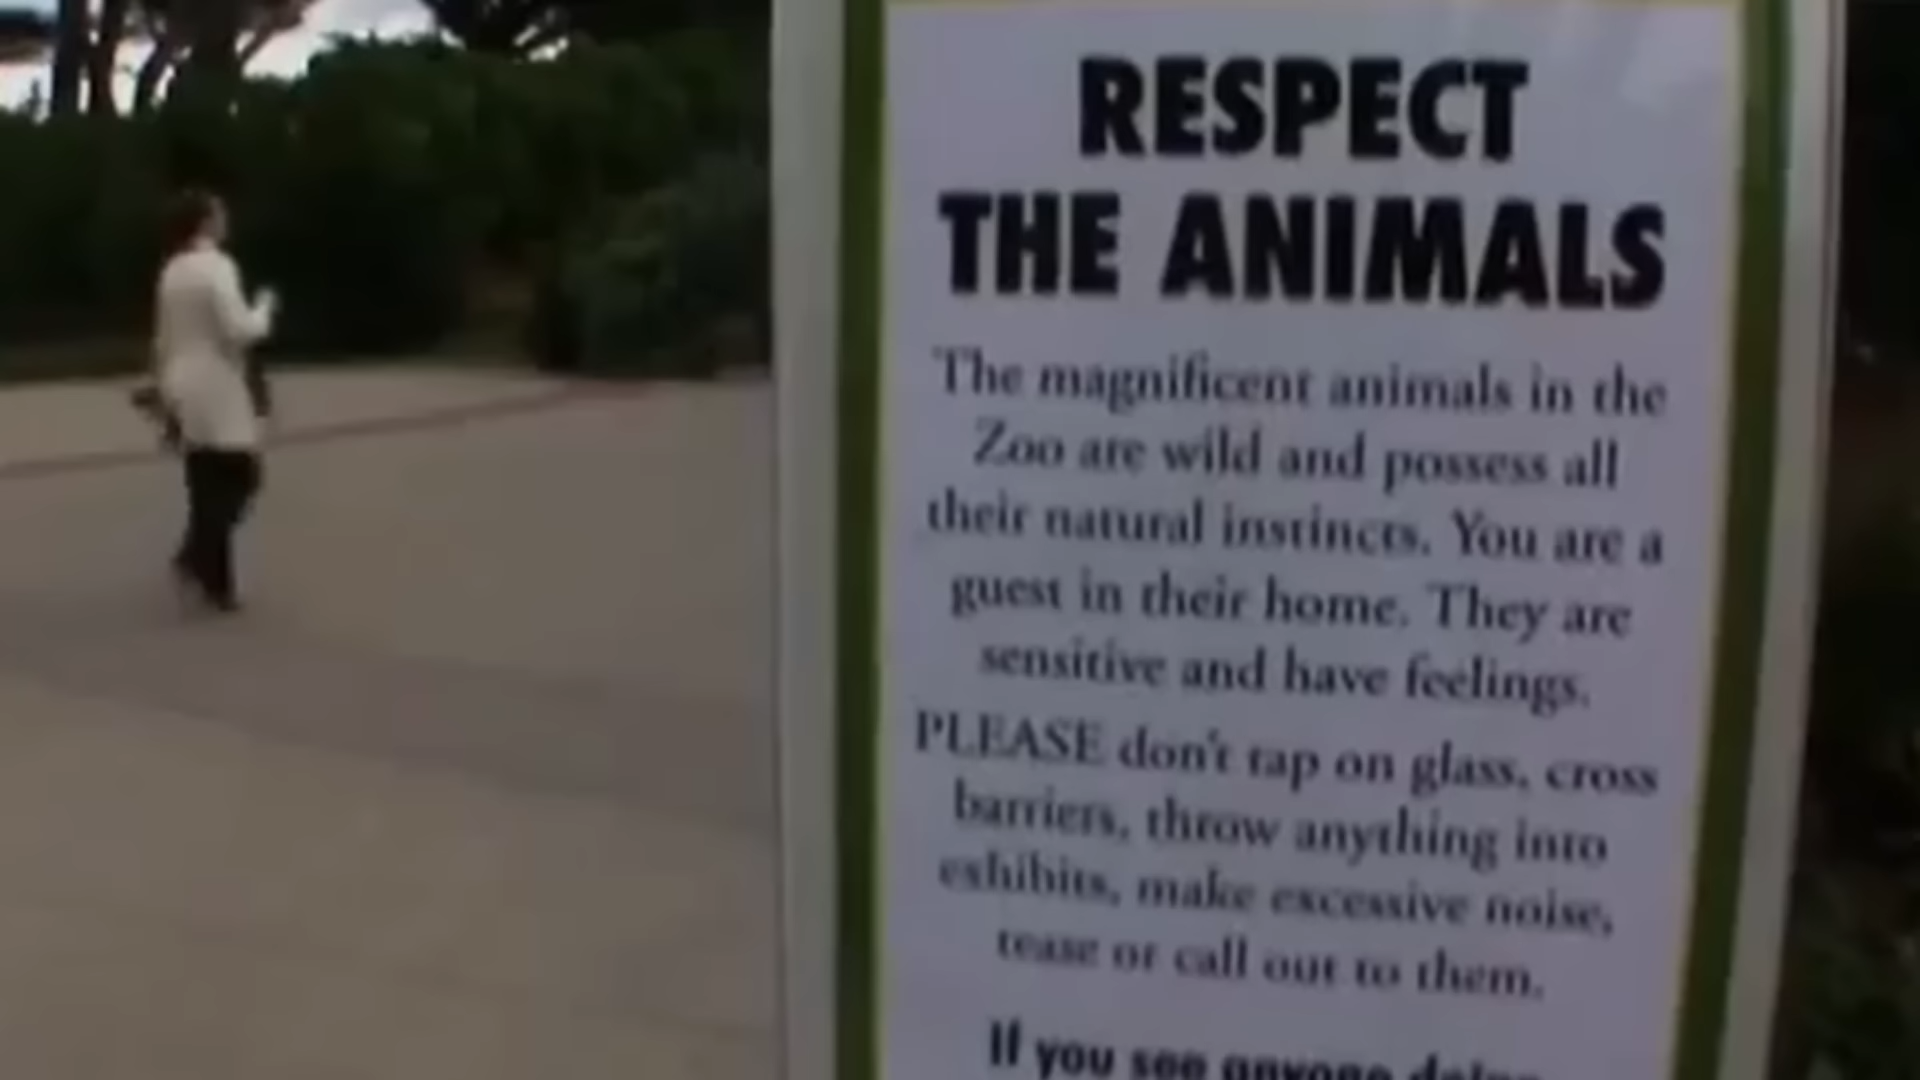 RESPECT
THE ANIMALS
The magnificent animals in the
Zoo are wild and possess all
their natural instincts. You are a
guest in their home. They are
sensitive and have feelings.
PLEASE don't tap on glass, cross
barriers, throw anything into
exhibits, make excessive noise,
tease or call out to them.
If you see anyone doing